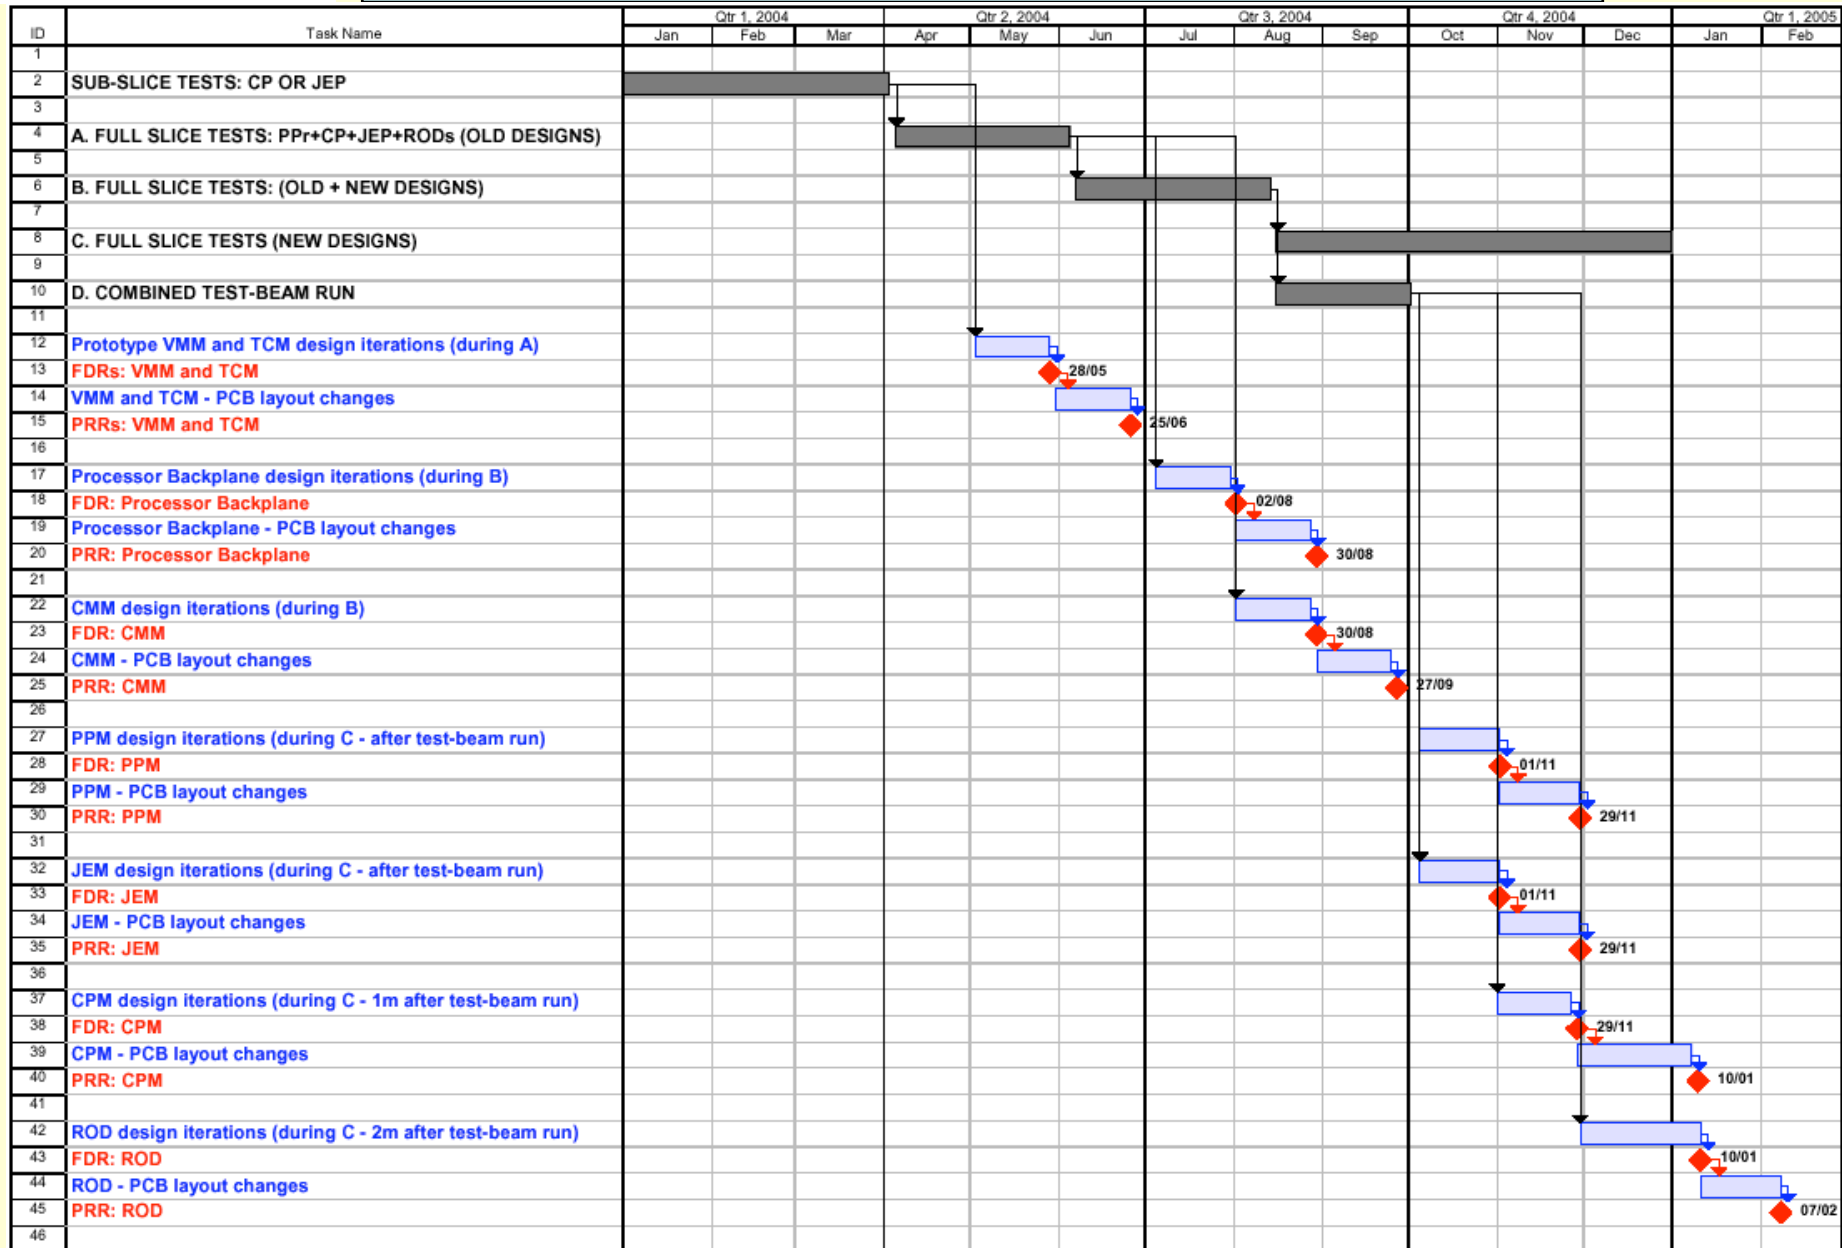 Qtr 1, 2004 Qtr 2, 2004 Qtr 3, 2004 Qtr 4, 2004 Qtr 1, 2005
ID Task Name Jan Feb Mar Apr May Jun Jul Aug Sep Oct Nov Dec Jan Feb
1
2 SUB-SLICE TESTS: CP OR JEP
3
4 A. FULL SLICE TESTS: PPr+CP+JEP+RODs (OLD DESIGNS)
5
6 B. FULL SLICE TESTS: (OLD + NEW DESIGNS)
7
8 C. FULL SLICE TESTS (NEW DESIGNS)
9
10 D. COMBINED TEST-BEAM RUN
11
12 Prototype VMM and TCM design iterations (during A)
13 FDRs: VMM and TCM 28/05
14 VMM and TCM - PCB layout changes
15 PRRs: VMM and TCM 25/06
16
17 Processor Backplane design iterations (during B)
18 FDR: Processor Backplane 02/08
19 Processor Backplane - PCB layout changes
20 PRR: Processor Backplane 30/08
21
22 CMM design iterations (during B)
23 FDR: CMM 30/08
24 CMM - PCB layout changes
25 PRR: CMM 27/09
26
27 PPM design iterations (during C - after test-beam run)
28 FDR: PPM 01/11
29 PPM - PCB layout changes
30 PRR: PPM 29/11
31
32 JEM design iterations (during C - after test-beam run)
33 FDR: JEM 01/11
34 JEM - PCB layout changes
35 PRR: JEM 29/11
36
37 CPM design iterations (during C - 1m after test-beam run)
38 FDR: CPM 29/11
39 CPM - PCB layout changes
40 PRR: CPM 10/01
41
42 ROD design iterations (during C - 2m after test-beam run)
43 FDR: ROD 10/01
44 ROD - PCB layout changes
45 PRR: ROD 07/02
46